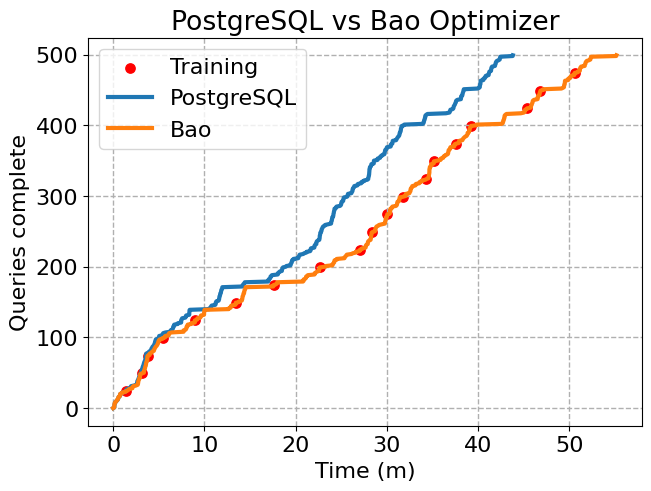 PostgreSQL vs Bao Optimizer
Training
PostgreSQL
Bao
Queries complete
500
400
300
200
100
0
0 10 20 30 40 50
Time (m)